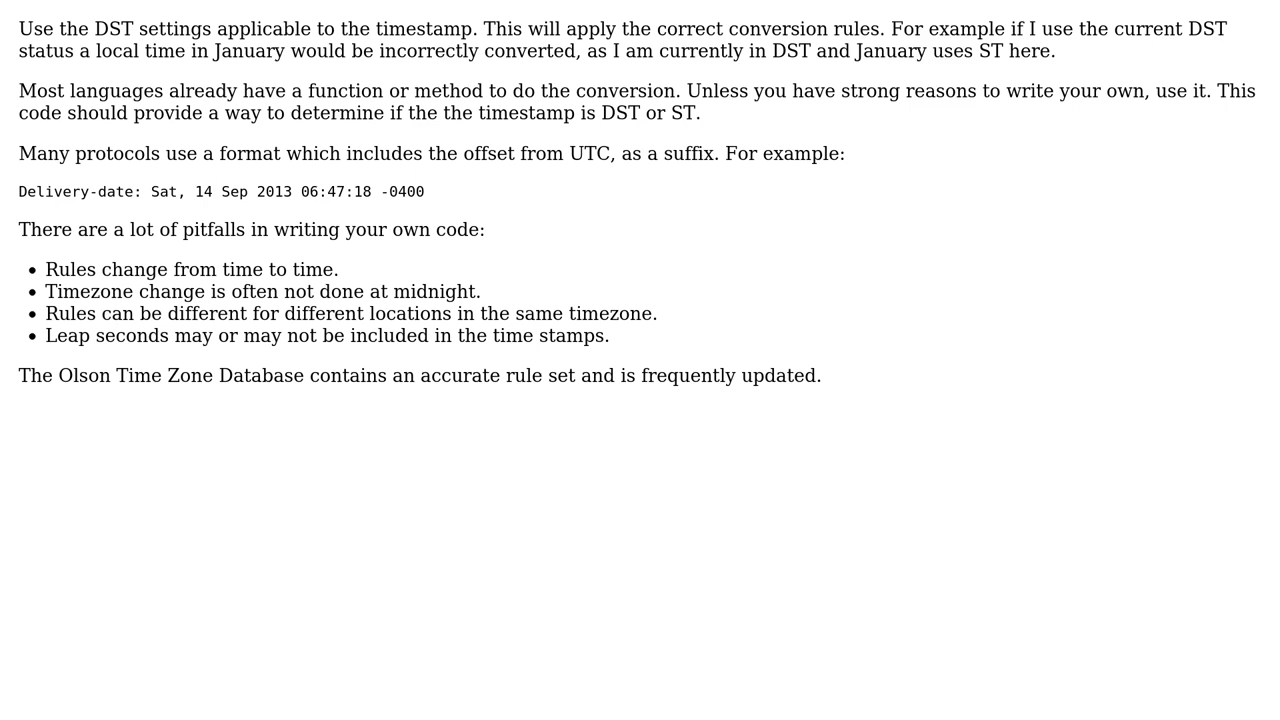 Use the DST settings applicable to the timestamp. This will apply the correct conversion rules. For example if I use the current DST
status a local time in January would be incorrectly converted, as I am currently in DST and January uses ST here.
Most languages already have a function or method to do the conversion. Unless you have strong reasons to write your own, use it. This
code should provide a way to determine if the the timestamp is DST or ST.
Many protocols use a format which includes the offset from UTC, as a suffix. For example:
Delivery-date: Sat, 14 Sep 2013 06:47:18 -0400
There are a lot of pitfalls in writing your own code:
• Rules change from time to time.
• Timezone change is often not done at midnight.
• Rules can be different for different locations in the same timezone.
• Leap seconds may or may not be included in the time stamps.
The Olson Time Zone Database contains an accurate rule set and is frequently updated.